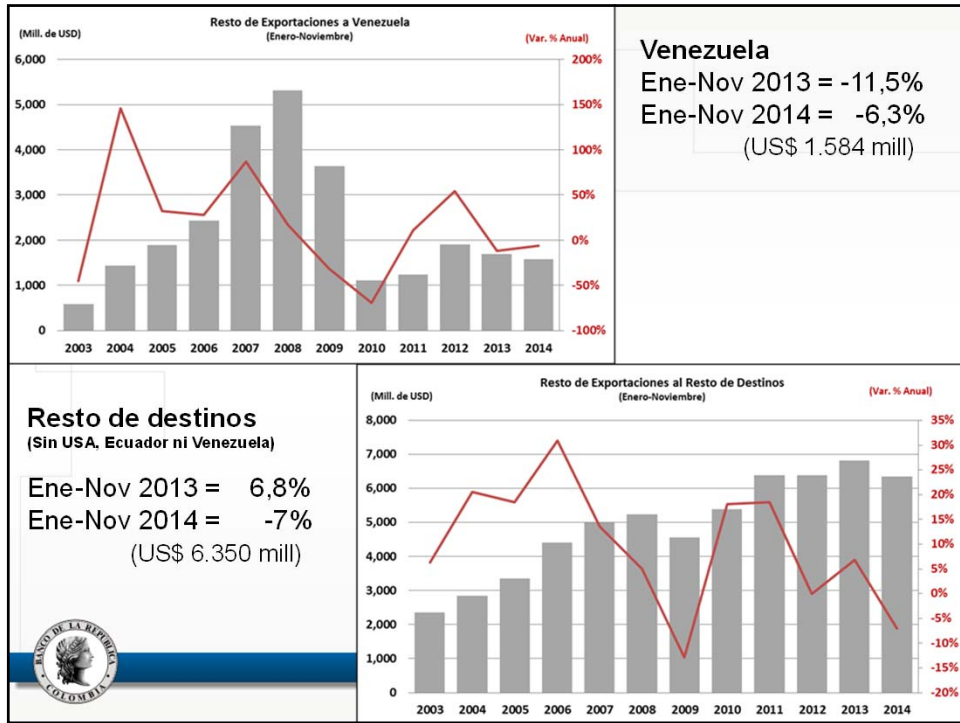 Resto de Exportaciones a Venezuela
(Enero-Noviembre)
(Mill. de USD)
(Var. % Anual)
6,000
5,000
4,000
3,000
2,000
1,000
0
200%
150%
100%
50%
0%
-50%
-100%
2003 2004 2005 2006 2007 2008 2009 2010 2011 2012 2013 2014
Venezuela
Ene-Nov 2013 = -11,5%
Ene-Nov 2014 = -6,3%
(US$ 1.584 mill)
Resto de destinos
(Sin USA, Ecuador ni Venezuela)
Ene-Nov 2013 = 6,8%
Ene-Nov 2014 = -7%
(US$ 6.350 mill)
BANCO DE LA REPUBLICA
COLOMBIA
Resto de Exportaciones al Resto de Destinos
(Enero-Noviembre)
(Mill. de USD)
(Var. % Anual)
8,000
7,000
6,000
5,000
4,000
3,000
2,000
1,000
0
35%
30%
25%
20%
15%
10%
5%
0%
-5%
-10%
-15%
-20%
2003 2004 2005 2006 2007 2008 2009 2010 2011 2012 2013 2014